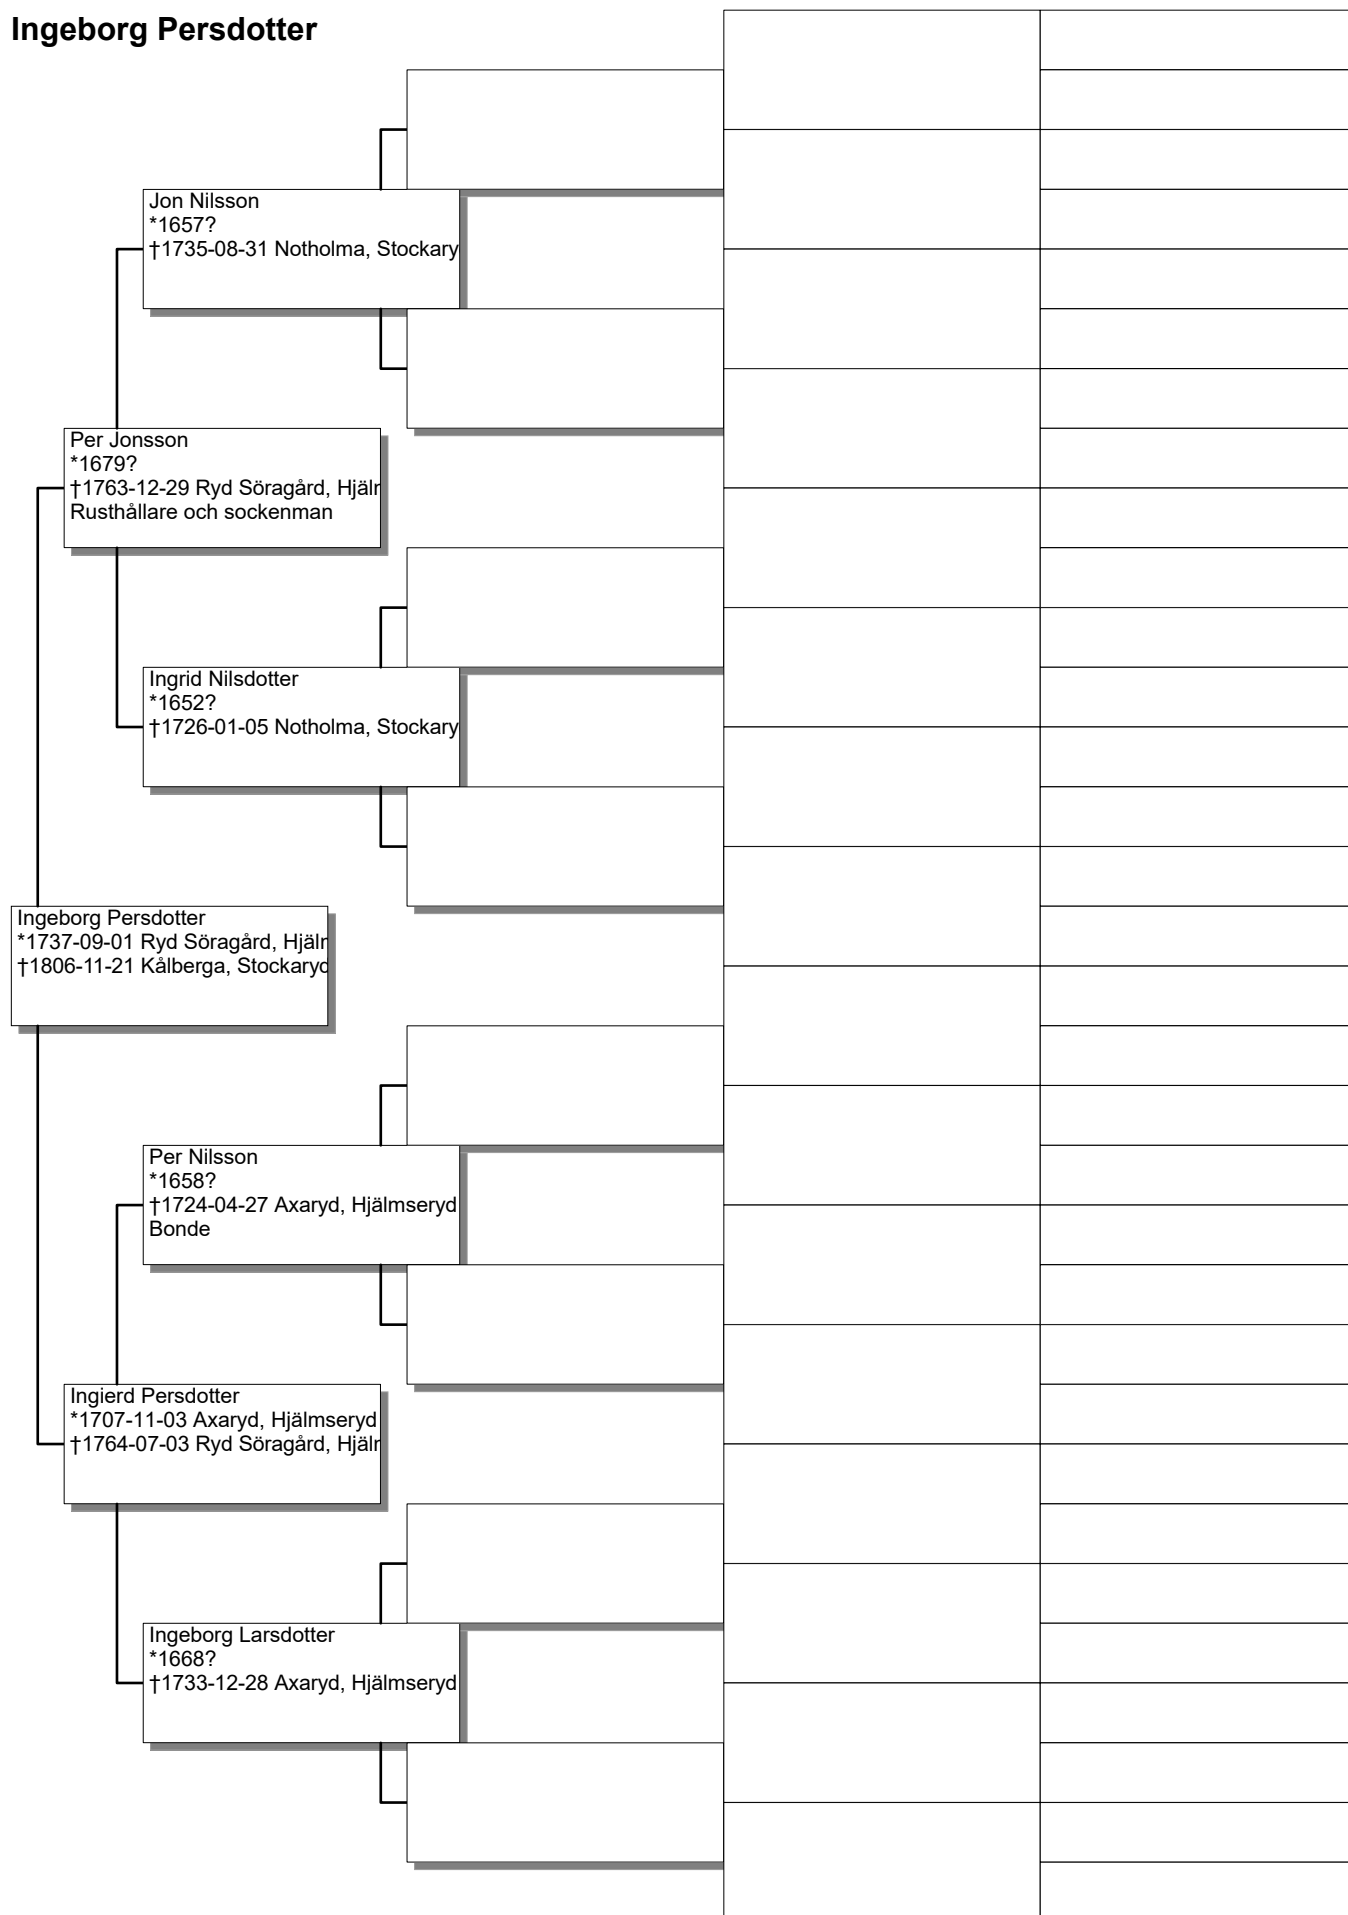 Ingeborg Persdotter
Jon Nilsson
*1657?
†1735-08-31 Notholma, Stockary
Per Jonsson
*1679?
†1763-12-29 Ryd Söragård, Hjälr
Rusthållare och sockenman
Ingrid Nilsdotter
*1652?
†1726-01-05 Notholma, Stockary
Ingeborg Persdotter
*1737-09-01 Ryd Söragård, Hjälr
†1806-11-21 Kålberga, Stockaryd
Per Nilsson
*1658?
†1724-04-27 Axaryd, Hjälmseryd
Bonde
Ingierd Persdotter
*1707-11-03 Axaryd, Hjälmseryd
†1764-07-03 Ryd Söragård, Hjälr
Ingeborg Larsdotter
*1668?
†1733-12-28 Axaryd, Hjälmseryd